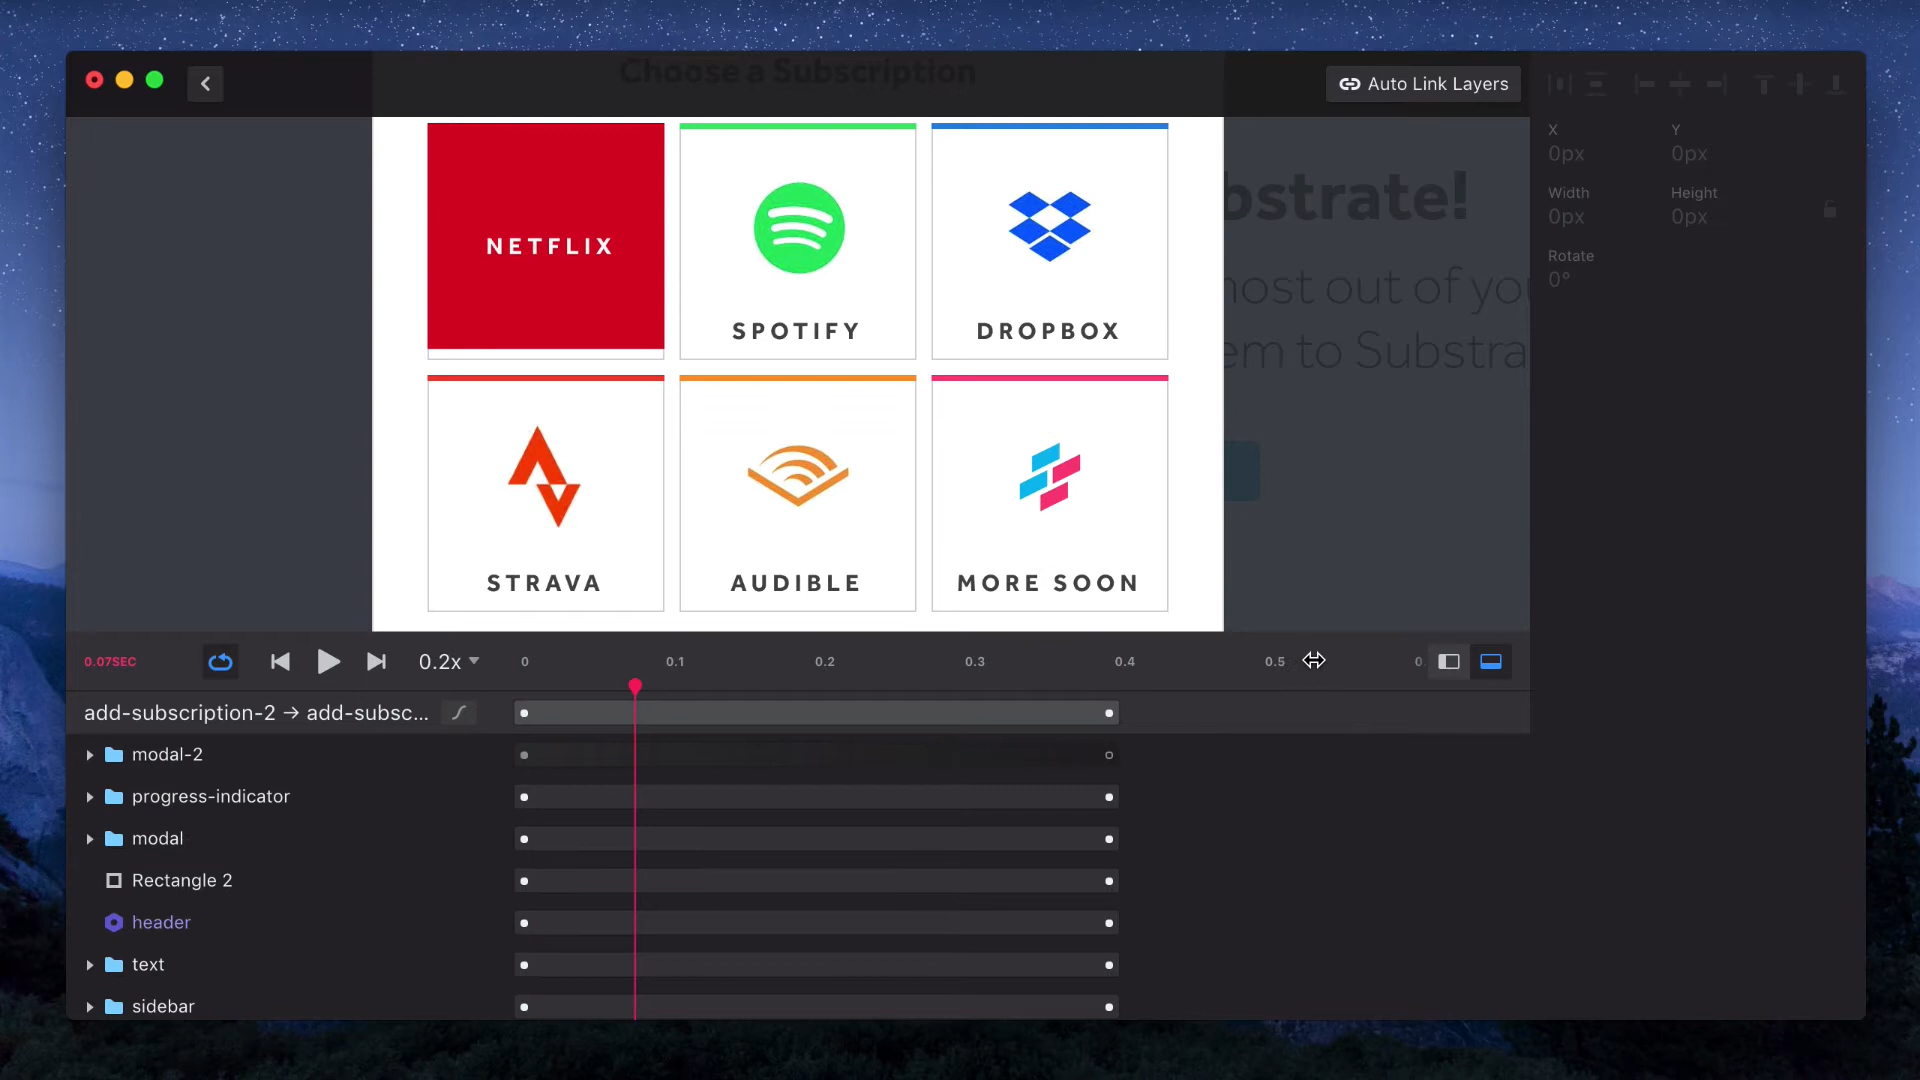 Choose a Subscription
Auto Link Layers
NETFLIX
SPOTIFY
DROPBOX
STRAVA
AUDIBLE
MORE SOON
bstrate!
most out of yo
em to Substra
X
Y
0px
0px
Width
Height
0px
0px
Rotate
0°
0.07SEC
0.2x
0
0.1
0.2
0.3
0.4
0.5
0.
add-subscription-2 → add-subsc...
modal-2
progress-indicator
modal
Rectangle 2
header
text
sidebar